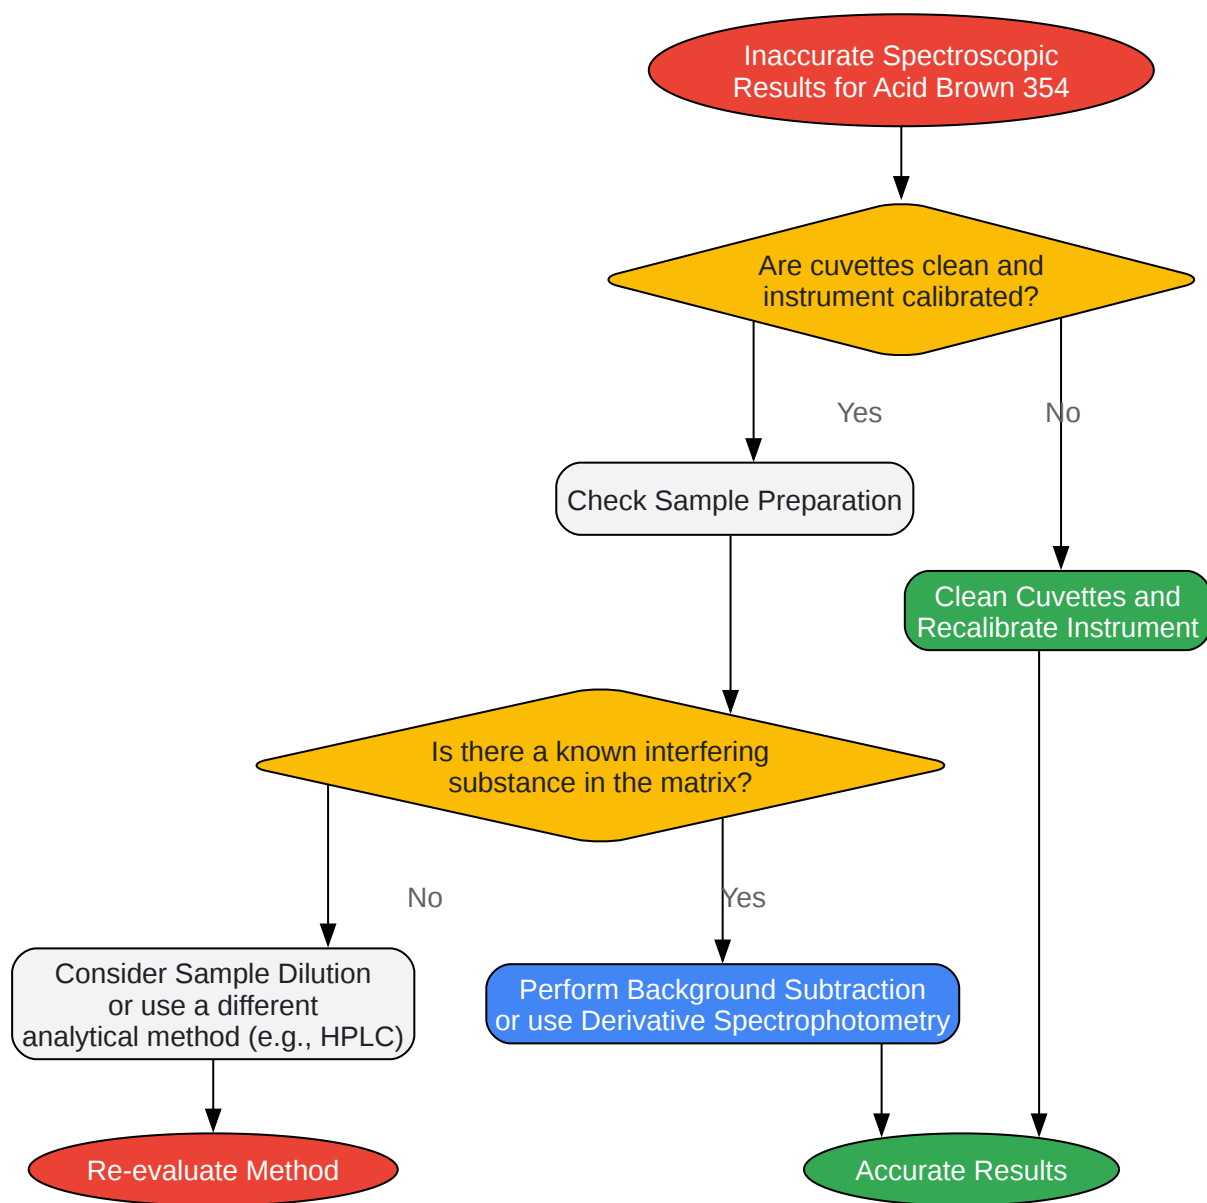 Inaccurate Spectroscopic
Results for Acid Brown 354
Are cuvettes clean and
instrument calibrated?
Yes
No
Check Sample Preparation
Clean Cuvettes and
Recalibrate Instrument
Is there a known interfering
substance in the matrix?
No
Yes
Consider Sample Dilution
or use a different
analytical method (e.g., HPLC)
Perform Background Subtraction
or use Derivative Spectrophotometry
Re-evaluate Method
Accurate Results